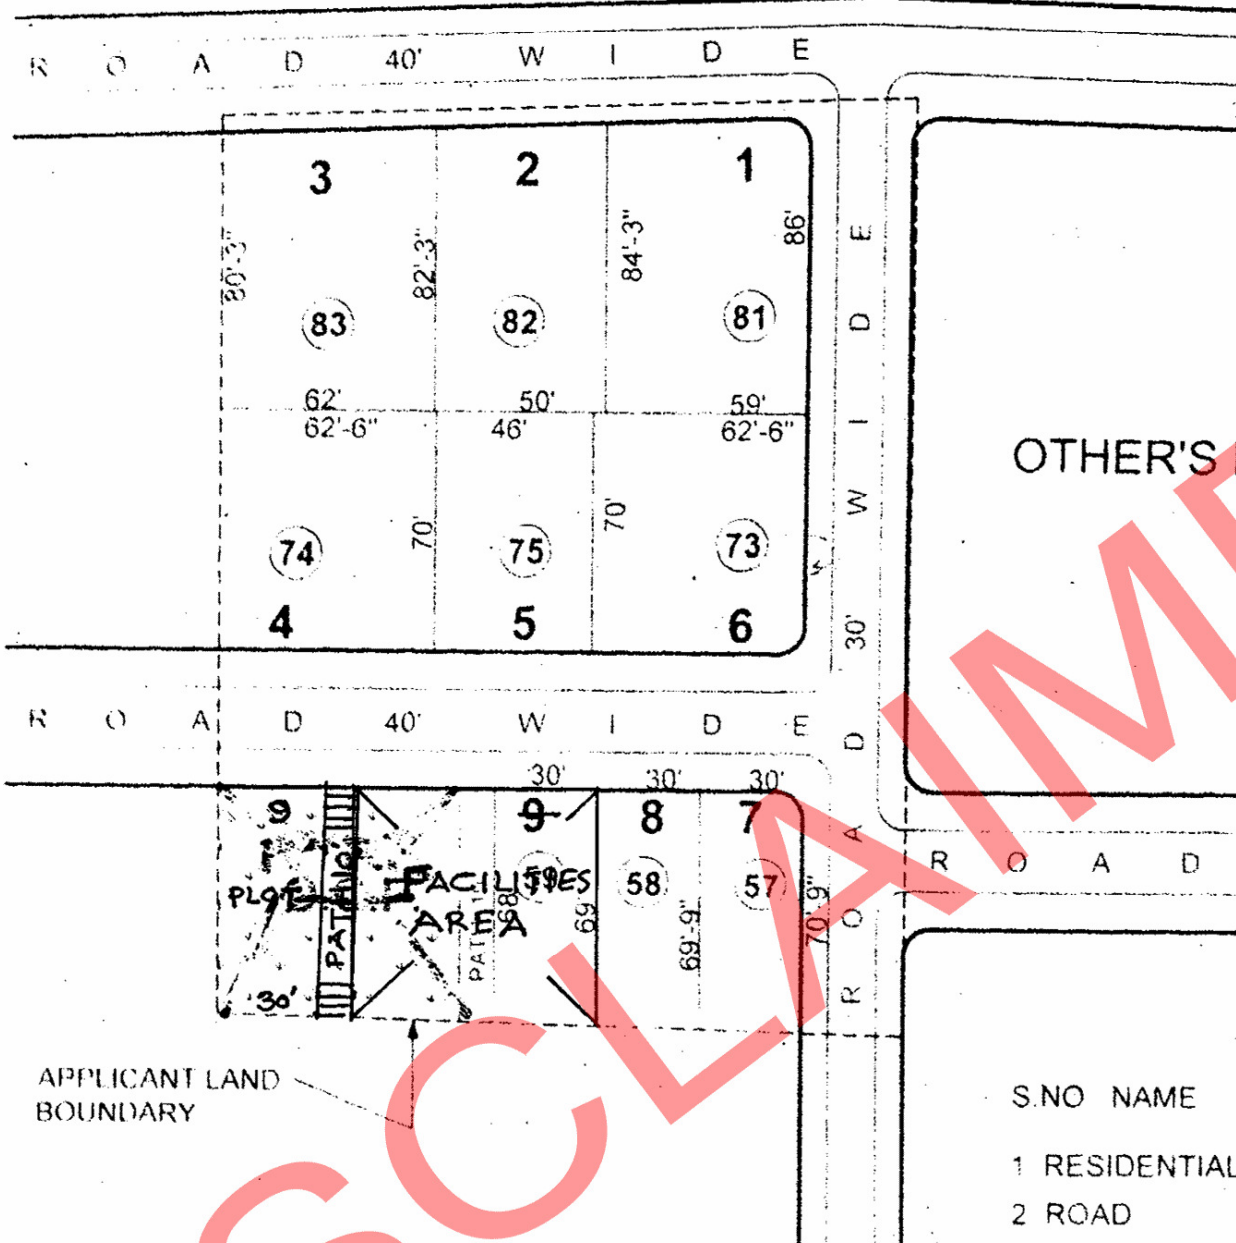 R O A D 40' W I D E
3 2 1
80'-3" 82'-3" 84'-3" 86'
83 82 81
62' 50' 59'
62'-6" 46' 62'-6"
70' 70'
74 75 73
4 5 6
30' W I D E R O A D
OTHER'S
R O A D 40' W I D E
30' 30' 30'
9 9 8 7
PLOT PATH 10' FACILITIES 59 58 57
AREA
68' 69' 69'-9" 70'-9"
30'
R O A D
APPLICANT LAND
BOUNDARY
S.NO NAME
1 RESIDENTIAL
2 ROAD